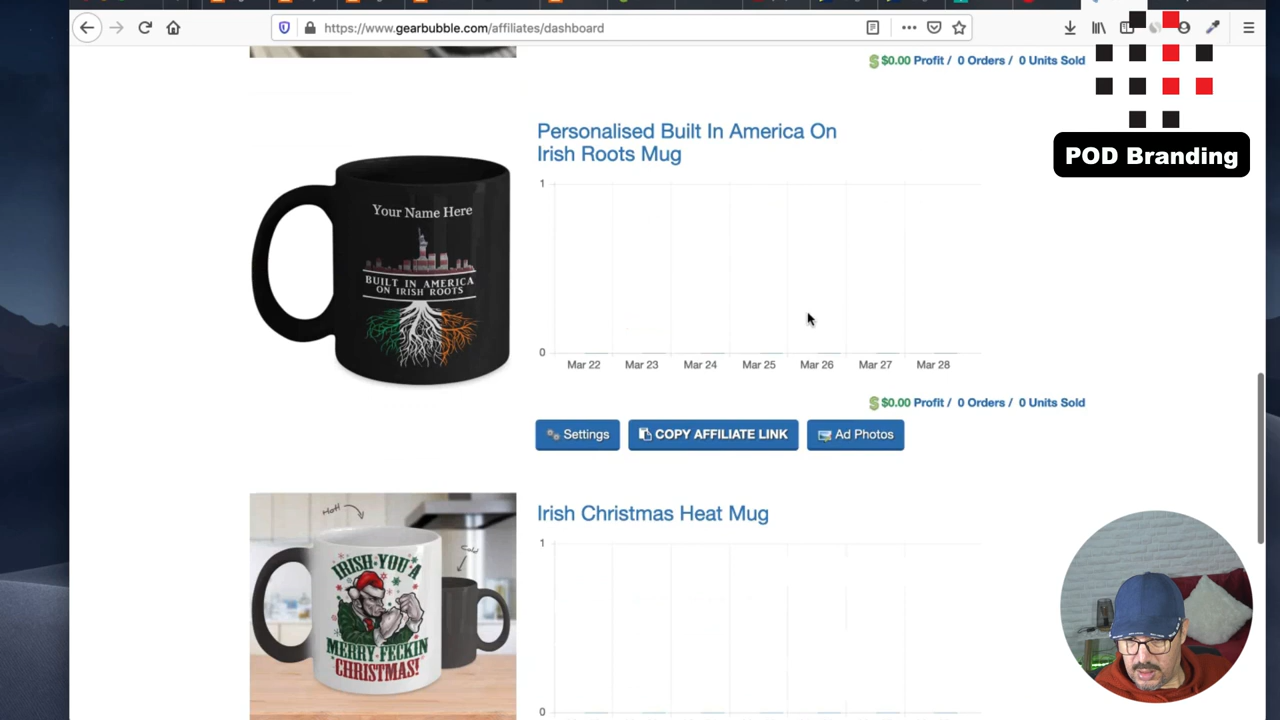 https://www.gearbubble.com/affiliates/dashboard
$0.00 Profit / 0 Orders / 0 Units Sold
POD Branding
Personalised Built In America On
Irish Roots Mug
1
0
Mar 22 Mar 23 Mar 24 Mar 25 Mar 26 Mar 27 Mar 28
Your Name Here
BUILT IN AMERICA
ON IRISH ROOTS
$0.00 Profit / 0 Orders / 0 Units Sold
Settings
COPY AFFILIATE LINK
Ad Photos
Irish Christmas Heat Mug
1
0
Hot!
Cold
IRISH YOU A
MERRY FECKIN
CHRISTMAS!